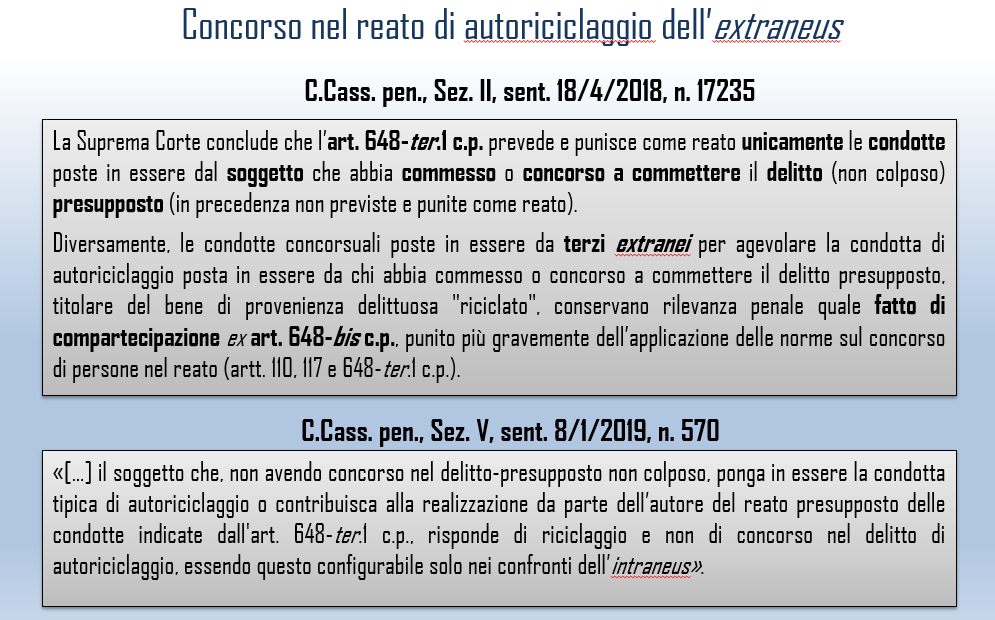 Concorso nel reato di autoriciclaggio dell'extraneus
C.Cass. pen., Sez. II, sent. 18/4/2018, n. 17235
La Suprema Corte conclude che l'art. 648-ter.1 c.p. prevede e punisce come reato unicamente le condotte
poste in essere dal soggetto che abbia commesso o concorso a commettere il delitto (non colposo)
presupposto (in precedenza non previste e punite come reato).
Diversamente, le condotte concorsuali poste in essere da terzi extranei per agevolare la condotta di
autoriciclaggio posta in essere da chi abbia commesso o concorso a commettere il delitto presupposto,
titolare del bene di provenienza delittuosa "riciclato", conservano rilevanza penale quale fatto di
compartecipazione ex art. 648-bis c.p., punito più gravemente dell'applicazione delle norme sul concorso
di persone nel reato (artt. 110, 117 e 648-ter.1 c.p.).
C.Cass. pen., Sez. V, sent. 8/1/2019, n. 570
«[...] il soggetto che, non avendo concorso nel delitto-presupposto non colposo, ponga in essere la condotta
tipica di autoriciclaggio o contribuisca alla realizzazione da parte dell'autore del reato presupposto delle
condotte indicate dall'art. 648-ter.1 c.p., risponde di riciclaggio e non di concorso nel delitto di
autoriciclaggio, essendo questo configurabile solo nei confronti dell'intraneus».